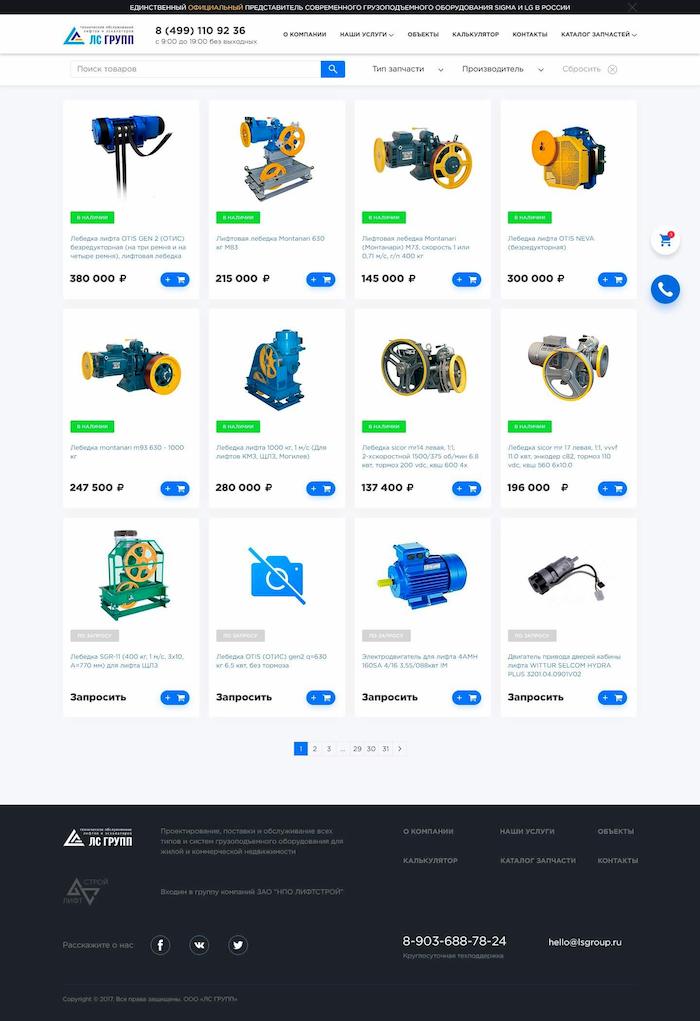 ЕДИНСТВЕННЫЙ ОФИЦИАЛЬНЫЙ ПРЕДСТАВИТЕЛЬ СОВРЕМЕННОГО ГРУЗОПОДЪЕМНОГО ОБОРУДОВАНИЯ SIGMA И LG В РОССИИ
техническое обслуживание
лифтов и эскалаторов
ЛС ГРУПП
8 (499) 110 92 36
с 9:00 до 19:00 без выходных
О КОМПАНИИ НАШИ УСЛУГИ ОБЪЕКТЫ КАЛЬКУЛЯТОР КОНТАКТЫ КАТАЛОГ ЗАПЧАСТЕЙ
Поиск товаров Тип запчасти Производитель Сбросить
В НАЛИЧИИ
Лебедка лифта OTIS GEN 2 (ОТИС)
безредукторная (на три ремня и на
четыре ремня), лифтовая лебедка
380 000 ₽
+
В НАЛИЧИИ
Лифтовая лебедка Montanari 630
кг М83
215 000 ₽
+
В НАЛИЧИИ
Лифтовая лебедка Montanari
(Монтанари) М73, скорость 1 или
0,71 м/с, г/п 400 кг
145 000 ₽
+
В НАЛИЧИИ
Лебедка лифта OTIS NEVA
(безредукторная)
300 000 ₽
+
В НАЛИЧИИ
Лебедка montanari m93 630 - 1000
кг
247 500 ₽
+
В НАЛИЧИИ
Лебедка лифта 1000 кг, 1 м/с (Для
лифтов КМЗ, ЩЛЗ, Могилев)
280 000 ₽
+
В НАЛИЧИИ
Лебедка sicor mr14 левая, 1:1,
2-хскоростной 1500/375 об/мин 6.8
квт, тормоз 200 vdc, квш 600 4х
137 400 ₽
+
В НАЛИЧИИ
Лебедка sicor mr 17 левая, 1:1, vvvf
11.0 квт, энкодер с82, тормоз 110
vdc, квш 560 6х10.0
196 000 ₽
+
ПО ЗАПРОСУ
Лебедка SGR-11 (400 кг, 1 м/с, 3х10,
А=770 мм) для лифта ЩЛЗ
Запросить
+
ПО ЗАПРОСУ
Лебедка OTIS (ОТИС) gen2 q=630
кг 6.5 квт, без тормоза
Запросить
+
ПО ЗАПРОСУ
Электродвигатель для лифта 4АМН
160SA 4/16 3,55/088квт IM
Запросить
+
ПО ЗАПРОСУ
Двигатель привода дверей кабины
лифта WITTUR SELCOM HYDRA
PLUS 3201.04.0901V02
Запросить
+
1 2 3 ... 29 30 31 >
техническое обслуживание
лифтов и эскалаторов
ЛС ГРУПП
Проектирование, поставки и обслуживание всех
типов и систем грузоподъемного оборудования для
жилой и коммерческой недвижимости
О КОМПАНИИ НАШИ УСЛУГИ ОБЪЕКТЫ
КАЛЬКУЛЯТОР КАТАЛОГ ЗАПЧАСТИ КОНТАКТЫ
СТРОЙ
ЛИФТ
Входим в группу компаний ЗАО "НПО ЛИФТСТРОЙ"
Расскажите о нас
8-903-688-78-24
Круглосуточная техподдержка
hello@lsgroup.ru
Copyright © 2017. Все права защищены. ООО «ЛС ГРУПП»